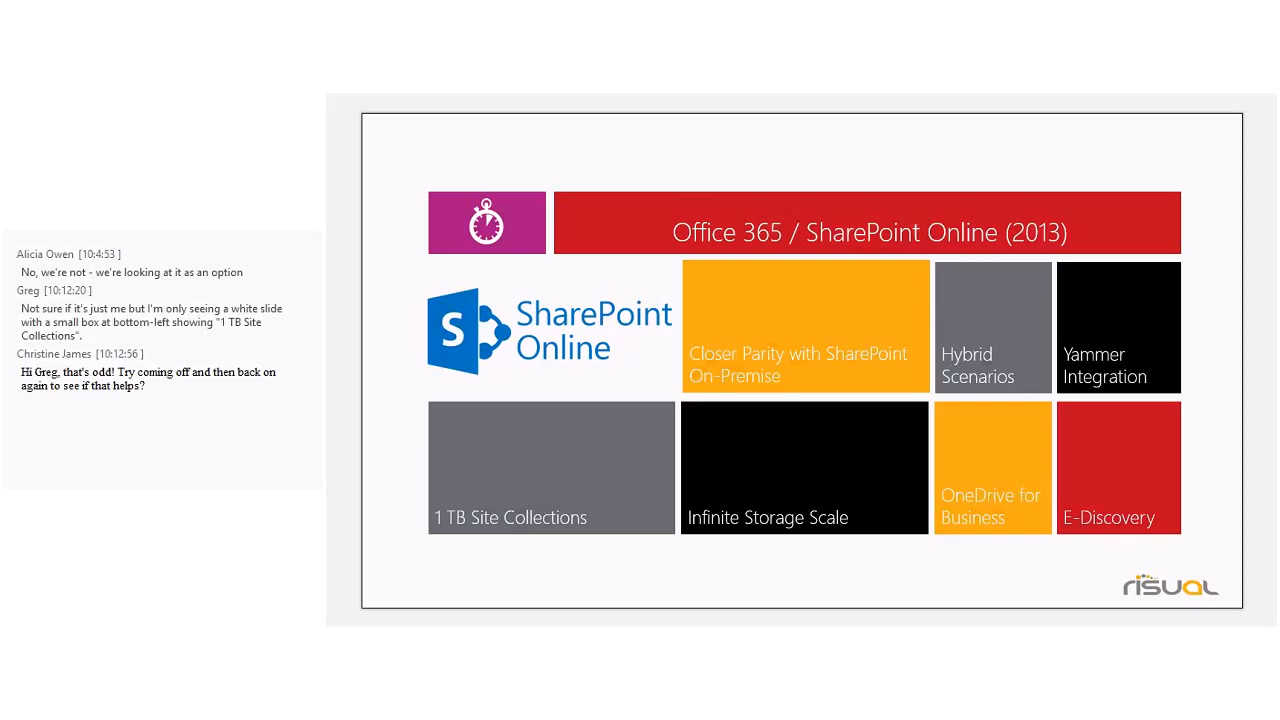 Alicia Owen [10:4:53 ]
No, we're not - we're looking at it as an option
Greg [10:12:20 ]
Not sure if it's just me but I'm only seeing a white slide
with a small box at bottom-left showing "1 TB Site
Collections".
Christine James [10:12:56 ]
Hi Greg, that's odd! Try coming off and then back on
again to see if that helps?
Office 365 / SharePoint Online (2013)
S
SharePoint
Online
Closer Parity with SharePoint
On-Premise
Hybrid
Scenarios
Yammer
Integration
1 TB Site Collections
Infinite Storage Scale
OneDrive for
Business
E-Discovery
risual